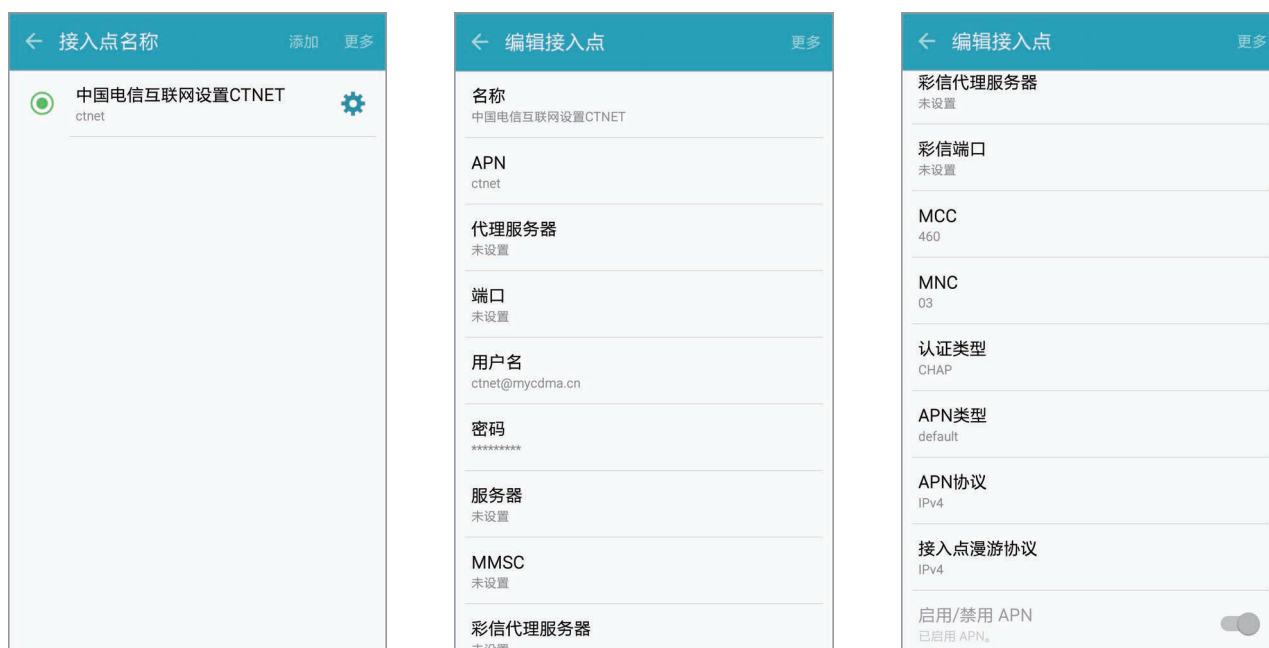 接入点名称 添加 更多
中国电信互联网设置CTNET
ctnet
编辑接入点 更多
名称
中国电信互联网设置CTNET
APN
ctnet
代理服务器
未设置
端口
未设置
用户名
ctnet@mycdma.cn
密码
*********
服务器
未设置
MMSC
未设置
彩信代理服务器
编辑接入点 更多
彩信代理服务器
未设置
彩信端口
未设置
MCC
460
MNC
03
认证类型
CHAP
APN类型
default
APN协议
IPv4
接入点漫游协议
IPv4
启用/禁用 APN
已启用 APN。